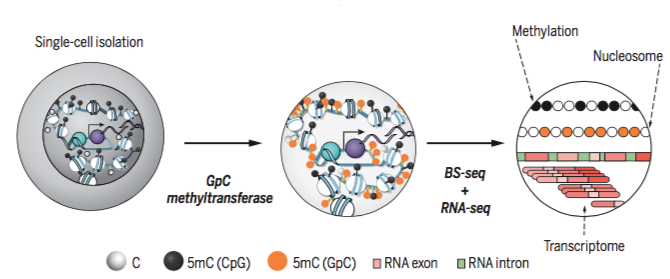 Single-cell isolation
GpC
methyltransferase
BS-seq
+
RNA-seq
Methylation
Nucleosome
Transcriptome
C
5mC (CpG)
5mC (GpC)
RNA exon
RNA intron